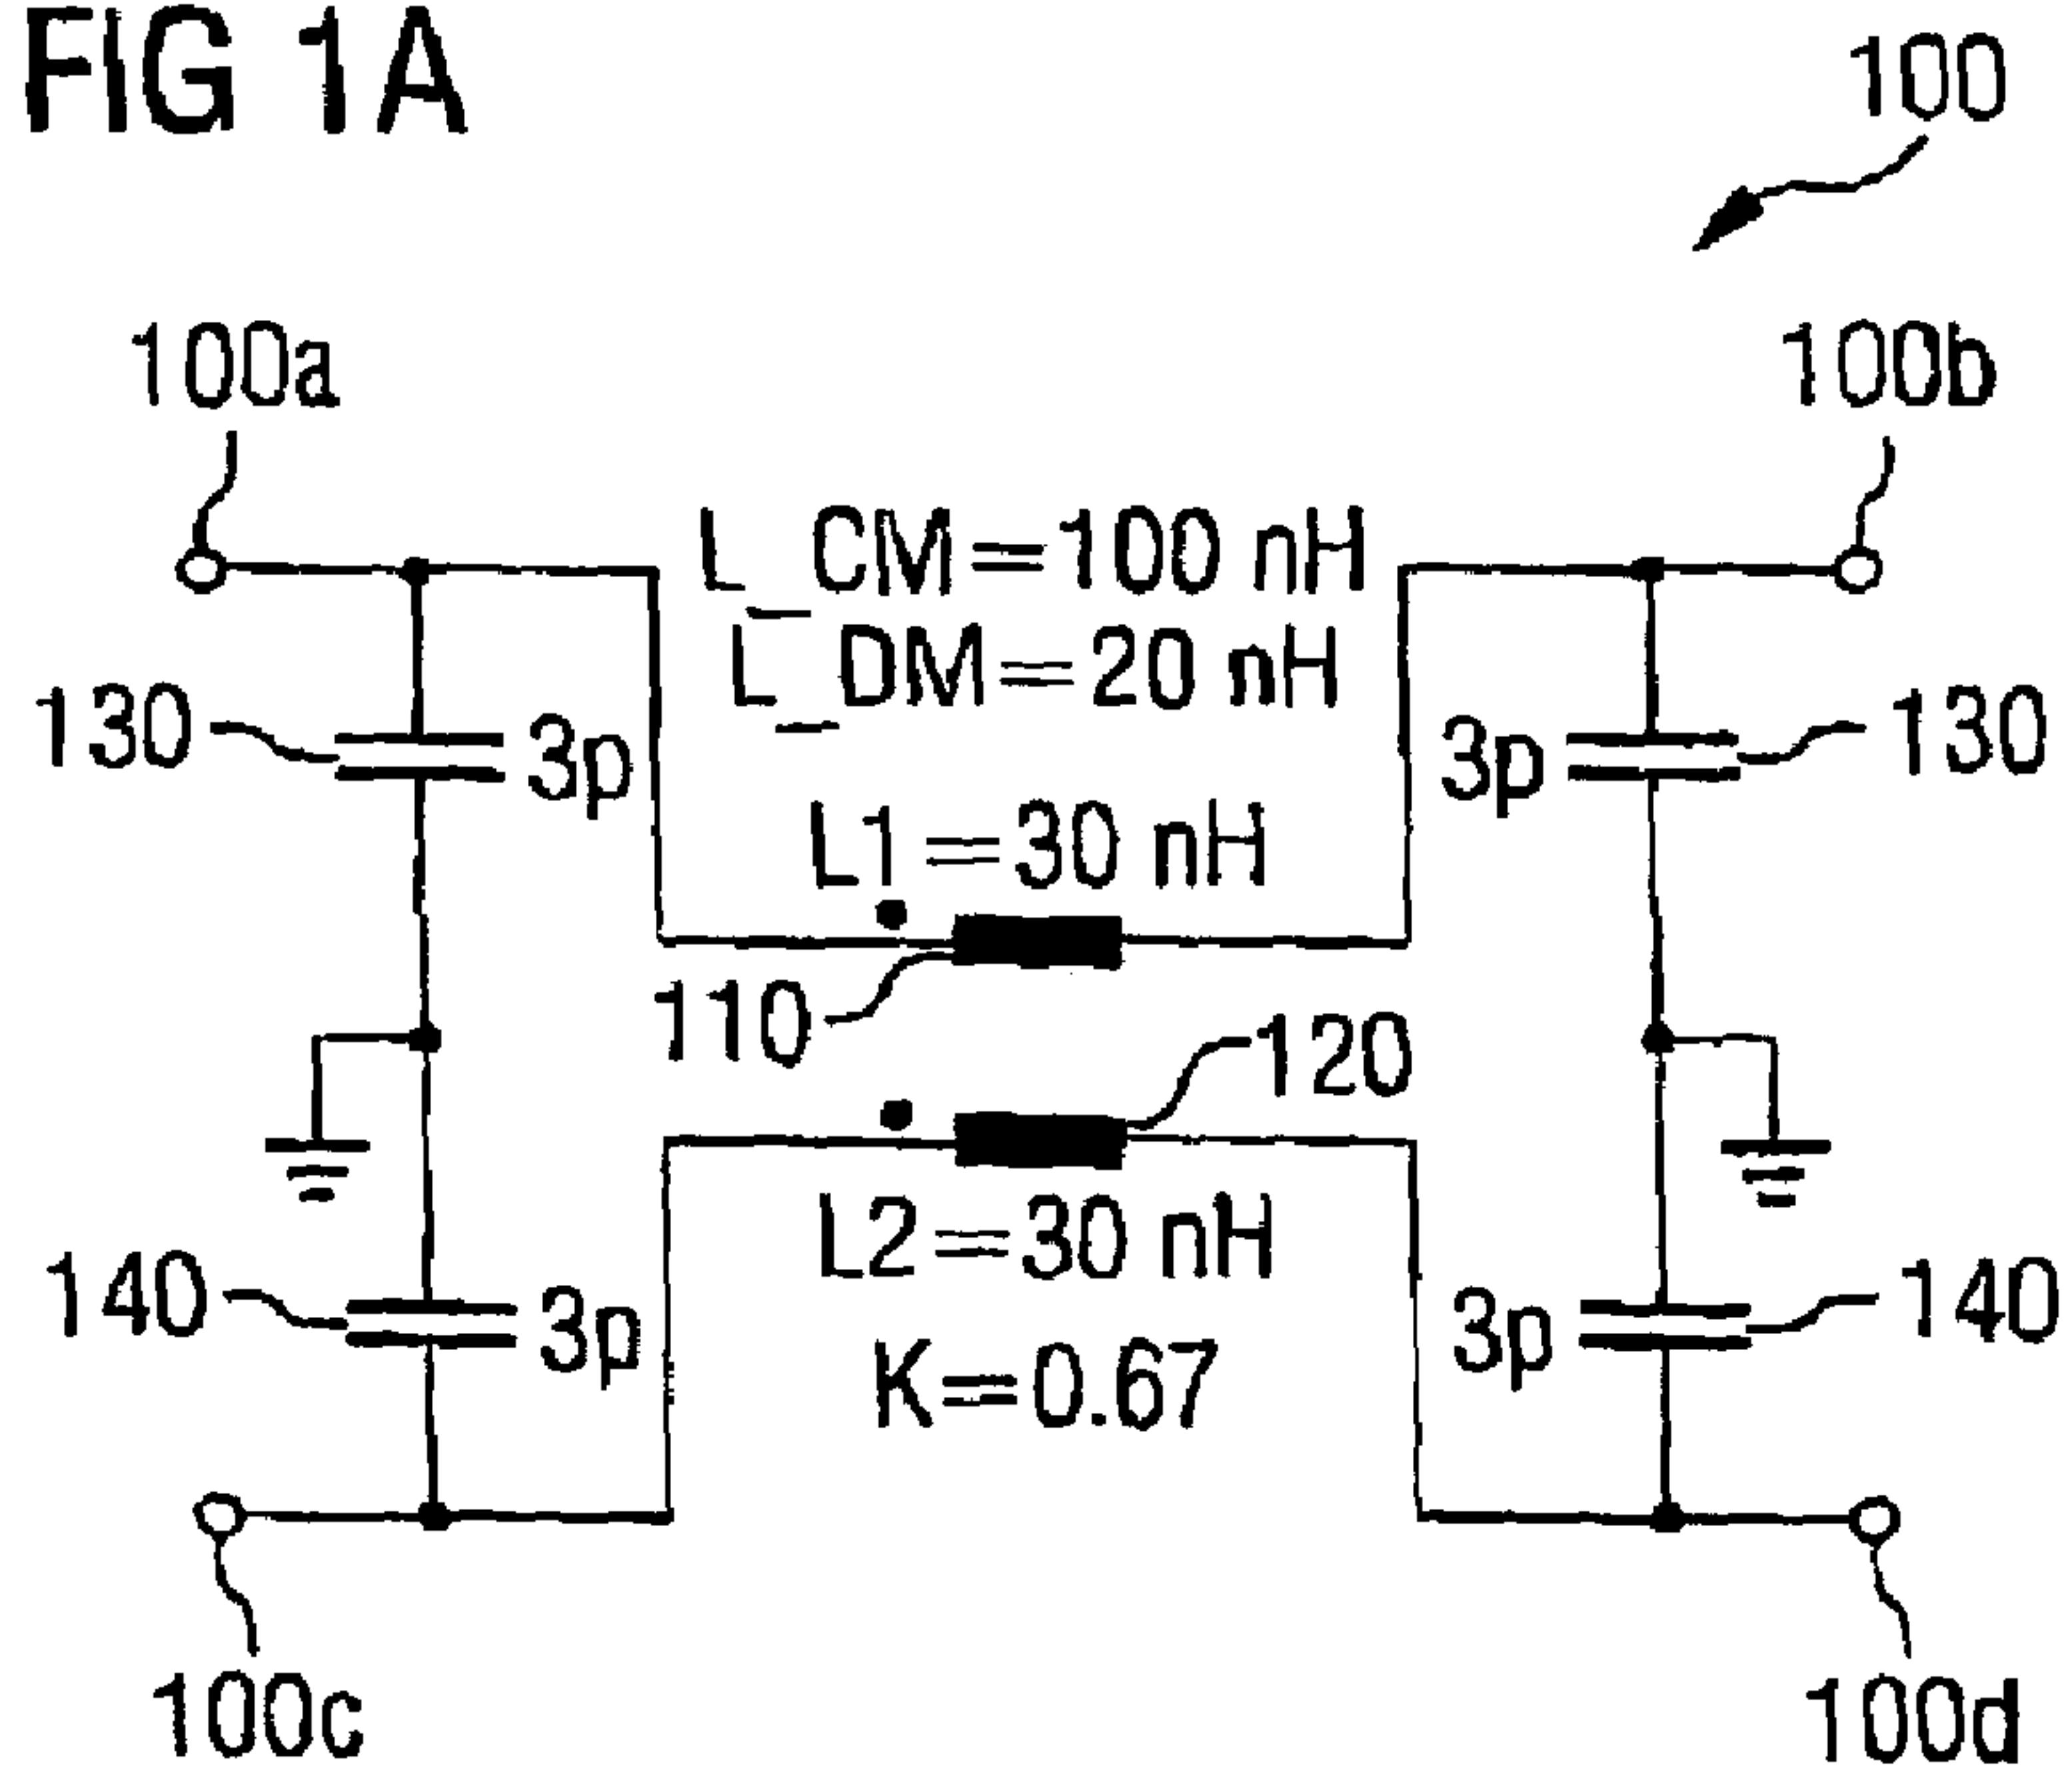 FIG 1A
100
100a
100b
L_CM=100 nH
L_DM=20 nH
130
3p
3p
130
L1=30 nH
110
120
L2=30 nH
140
3p
3p
140
K=0.67
100c
100d